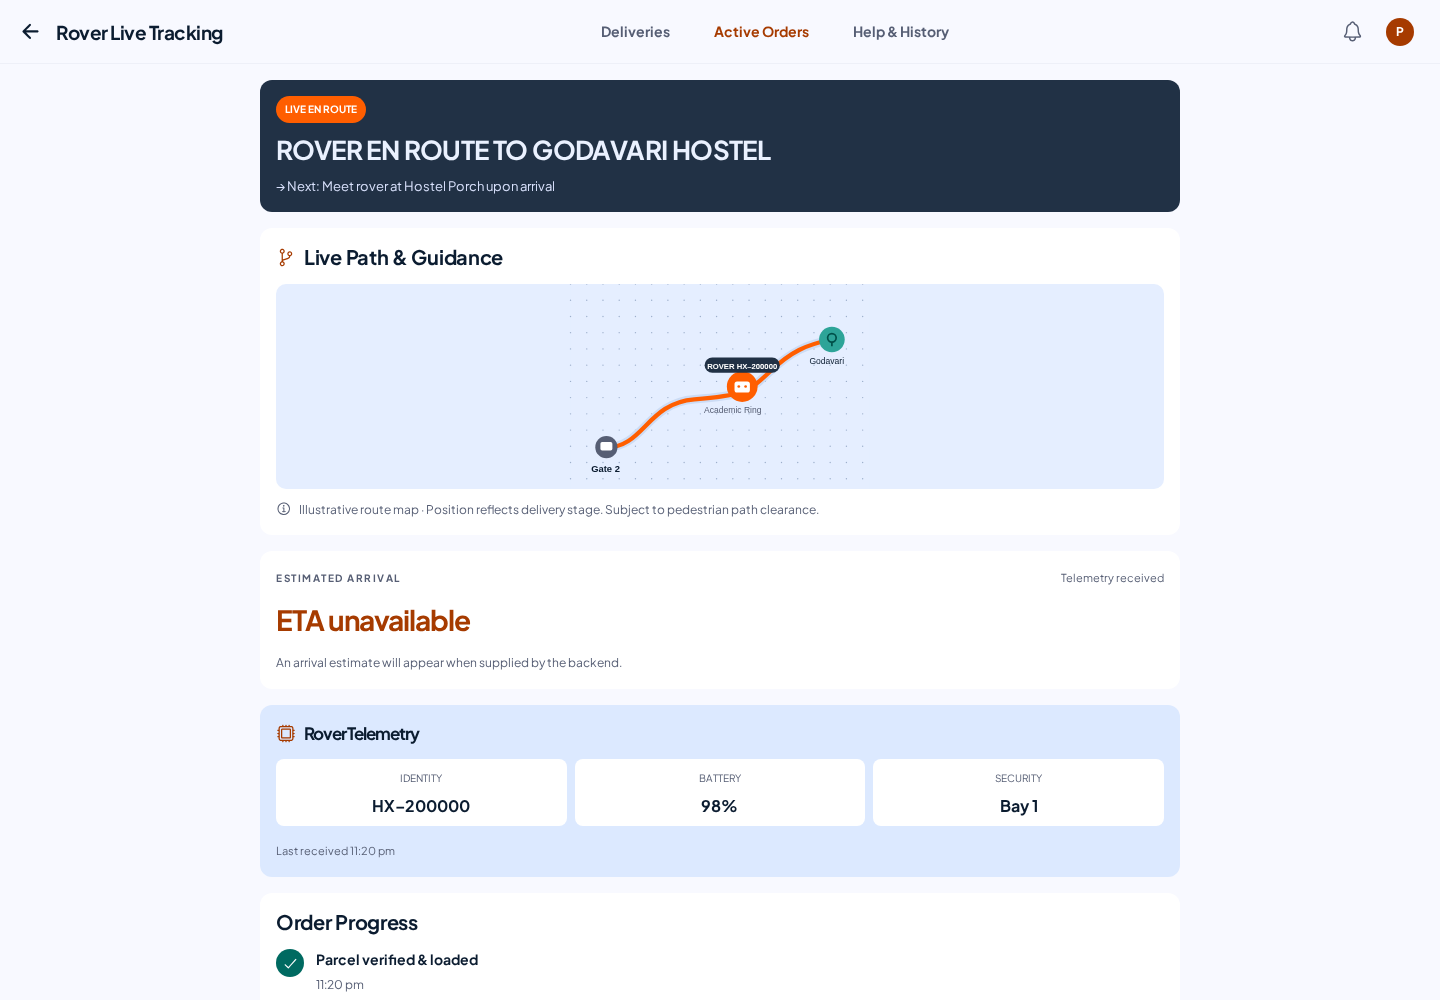 Rover Live Tracking
Deliveries
Active Orders
Help & History
P
LIVE EN ROUTE
ROVER EN ROUTE TO GODAVARI HOSTEL
→ Next: Meet rover at Hostel Porch upon arrival
Live Path & Guidance
Godavari
ROVER HX-200000
Academic Ring
Gate 2
Illustrative route map · Position reflects delivery stage. Subject to pedestrian path clearance.
ESTIMATED ARRIVAL
Telemetry received
ETA unavailable
An arrival estimate will appear when supplied by the backend.
Rover Telemetry
IDENTITY
HX-200000
BATTERY
98%
SECURITY
Bay 1
Last received 11:20 pm
Order Progress
Parcel verified & loaded
11:20 pm